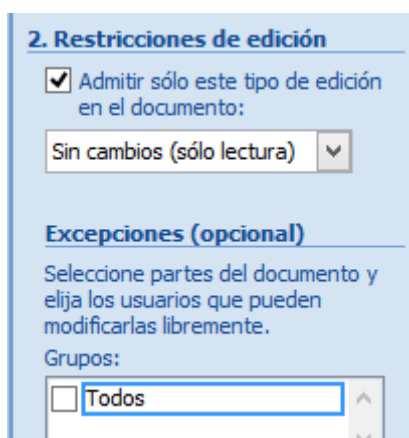 2. Restricciones de edición
Admitir sólo este tipo de edición
en el documento:
Sin cambios (sólo lectura)
Excepciones (opcional)
Seleccione partes del documento y
elija los usuarios que pueden
modificarlas libremente.
Grupos:
Todos